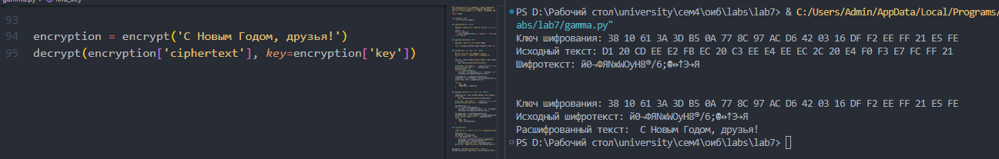 gamma.py > find_key
93
94 encryption = encrypt('С Новым Годом, друзья!')
95 decrypt(encryption['ciphertext'], key=encryption['key'])
PS D:\Рабочий стол\university\сем4\оиб\labs\lab7> & C:/Users/Admin/AppData/Local/Programs/
abs/lab7/gamma.py"
Ключ шифрования: 38 10 61 3A 3D B5 0A 77 8C 97 AC D6 42 03 16 DF F2 EE FF 21 E5 FE
Исходный текст: D1 20 CD EE E2 FB EC 20 C3 EE E4 EE EC 2C 20 E4 F0 F3 E7 FC FF 21
Шифротекст: й0¬ФЯNжWОyН8®/6;☻↔↑Э→Я
Ключ шифрования: 38 10 61 3A 3D B5 0A 77 8C 97 AC D6 42 03 16 DF F2 EE FF 21 E5 FE
Исходный шифротекст: й0¬ФЯNжWОyН8®/6;☻↔↑Э→Я
Расшифрованный текст:  С Новым Годом, друзья!
PS D:\Рабочий стол\university\сем4\оиб\labs\lab7>